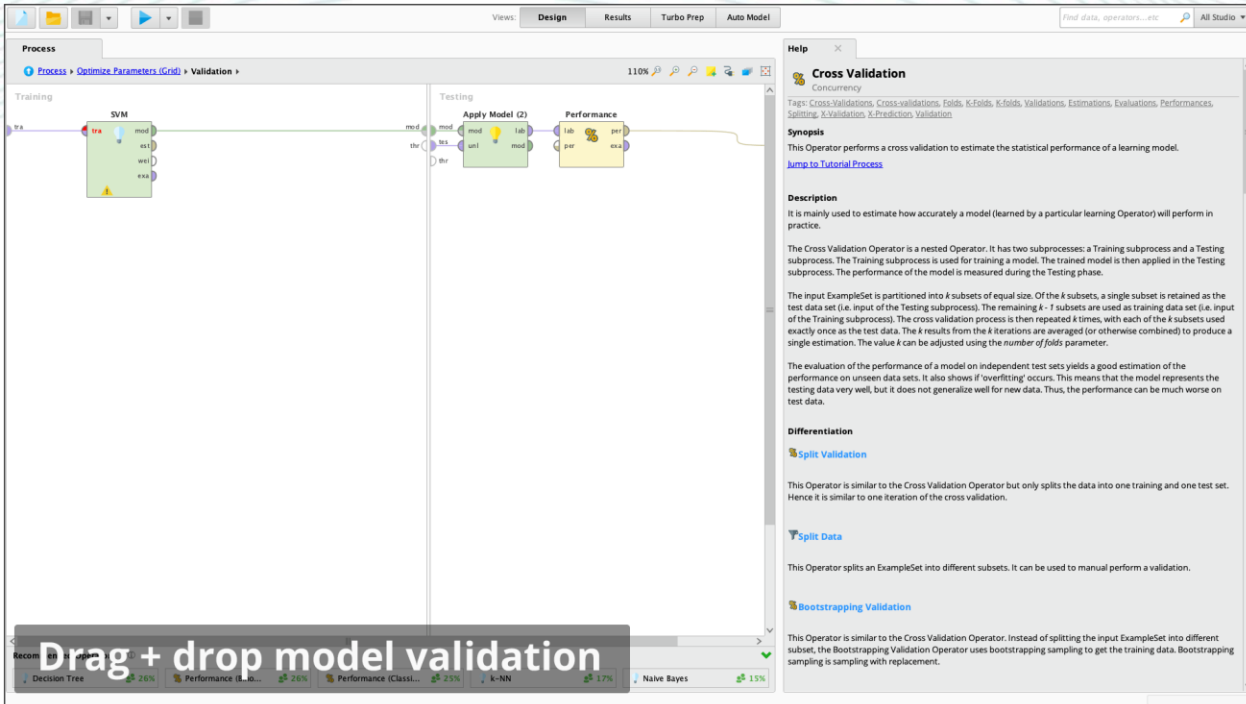 Views: Design Results Turbo Prep Auto Model
Find data, operators...etc All Studio
Process
Process Optimize Parameters (Grid) Validation
110%
Training
Testing
SVM
Apply Model (2)
Performance
tra
tra
mod
est
wei
exa
mod
thr
mod
tes
thr
mod
unl
lab
mod
lab
per
per
exa
Recom
Drag + drop model validation
Decision Tree 26%
Performance (B 26%
Performance (Classi... 25%
k-NN 17%
Naive Bayes 15%
Help
Cross Validation
Concurrency
Tags: Cross-Validations, Cross-validations, Folds, K-Folds, K-folds, Validations, Estimations, Evaluations, Performances,
Splitting, X-Validation, X-Prediction, Validation
Synopsis
This Operator performs a cross validation to estimate the statistical performance of a learning model.
Jump to Tutorial Process
Description
It is mainly used to estimate how accurately a model (learned by a particular learning Operator) will perform in
practice.
The Cross Validation Operator is a nested Operator. It has two subprocesses: a Training subprocess and a Testing
subprocess. The Training subprocess is used for training a model. The trained model is then applied in the Testing
subprocess. The performance of the model is measured during the Testing phase.
The input ExampleSet is partitioned into k subsets of equal size. Of the k subsets, a single subset is retained as the
test data set (i.e. input of the Testing subprocess). The remaining k - 1 subsets are used as training data set (i.e. input
of the Training subprocess). The cross validation process is then repeated k times, with each of the k subsets used
exactly once as the test data. The k results from the k iterations are averaged (or otherwise combined) to produce a
single estimation. The value k can be adjusted using the number of folds parameter.
The evaluation of the performance of a model on independent test sets yields a good estimation of the
performance on unseen data sets. It also shows if 'overfitting' occurs. This means that the model represents the
testing data very well, but it does not generalize well for new data. Thus, the performance can be much worse on
test data.
Differentiation
Split Validation
This Operator is similar to the Cross Validation Operator but only splits the data into one training and one test set.
Hence it is similar to one iteration of the cross validation.
Split Data
This Operator splits an ExampleSet into different subsets. It can be used to manual perform a validation.
Bootstrapping Validation
This Operator is similar to the Cross Validation Operator. Instead of splitting the input ExampleSet into different
subset, the Bootstrapping Validation Operator uses bootstrapping sampling to get the training data. Bootstrapping
sampling is sampling with replacement.